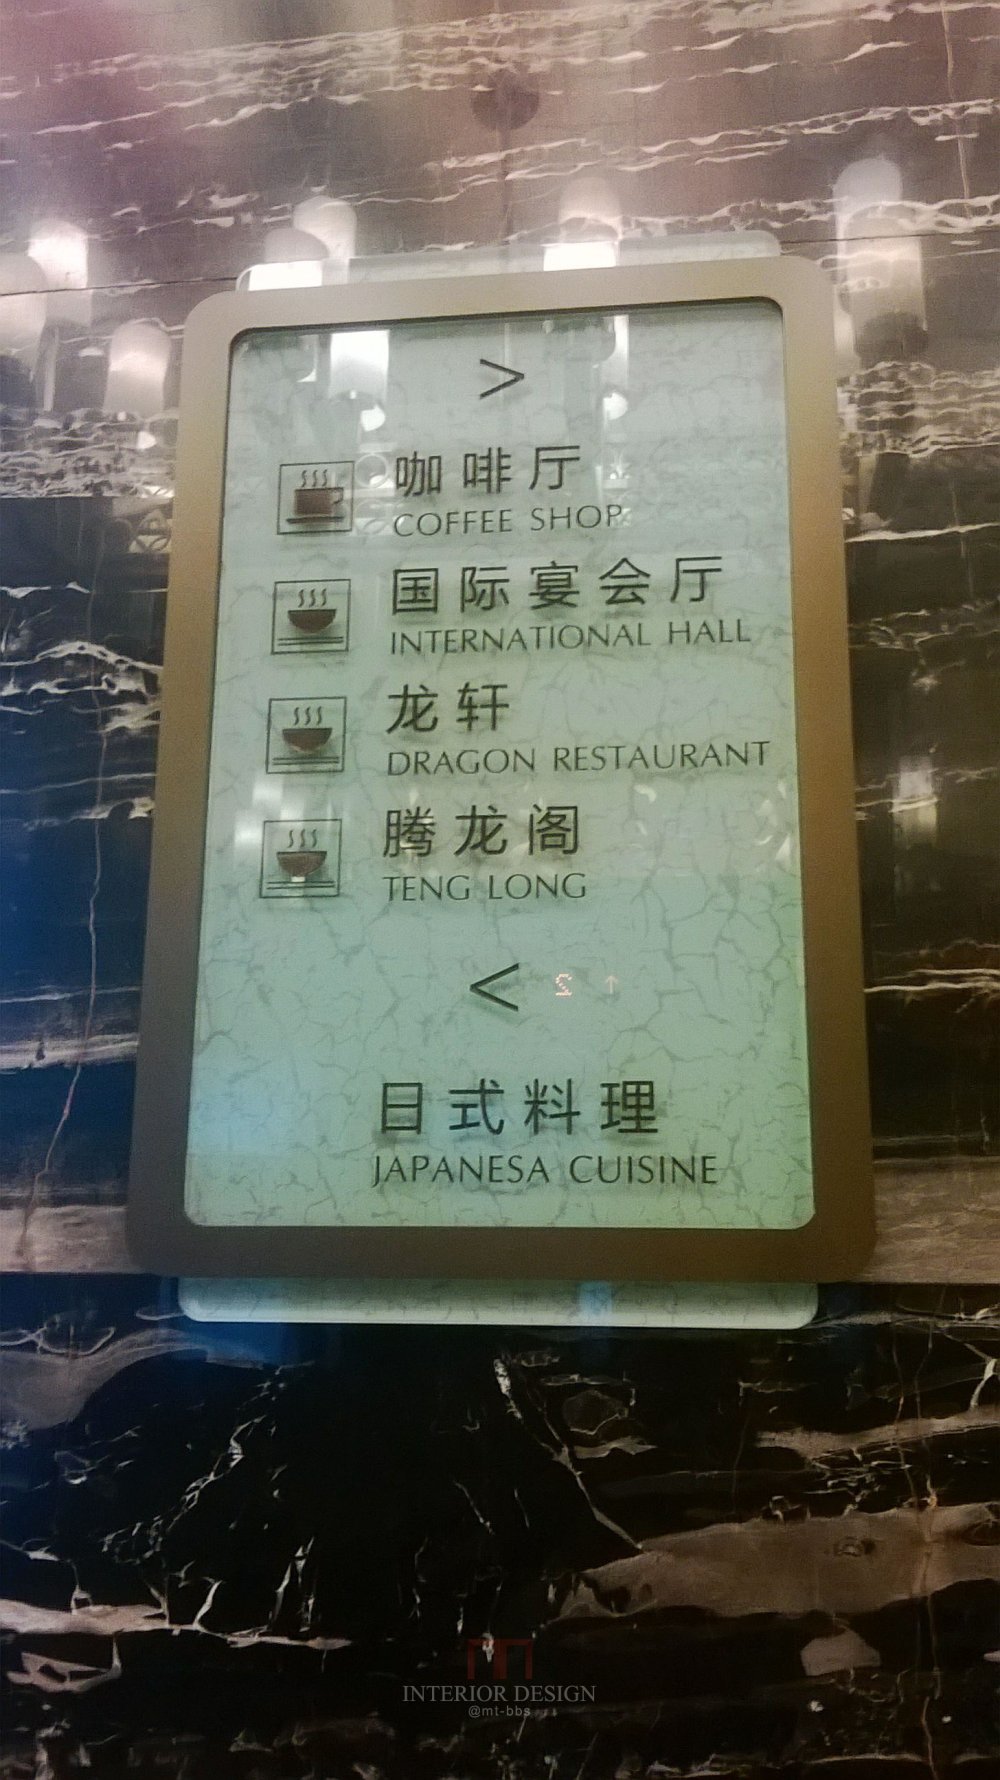 >
咖啡厅
COFFEE SHOP
国际宴会厅
INTERNATIONAL HALL
龙轩
DRAGON RESTAURANT
腾龙阁
TENG LONG
<
日式料理
JAPANESA CUISINE
INTERIOR DESIGN
@mt-bbs